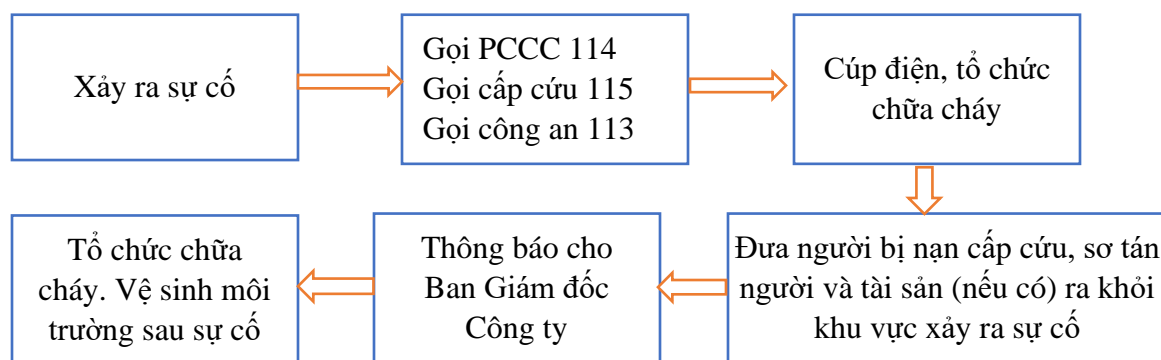 Xảy ra sự cố
Gọi PCCC 114
Gọi cấp cứu 115
Gọi công an 113
Cúp điện, tổ chức
chữa cháy
Đưa người bị nạn cấp cứu, sơ tán
người và tài sản (nếu có) ra khỏi
khu vực xảy ra sự cố
Thông báo cho
Ban Giám đốc
Công ty
Tổ chức chữa
cháy. Vệ sinh môi
trường sau sự cố